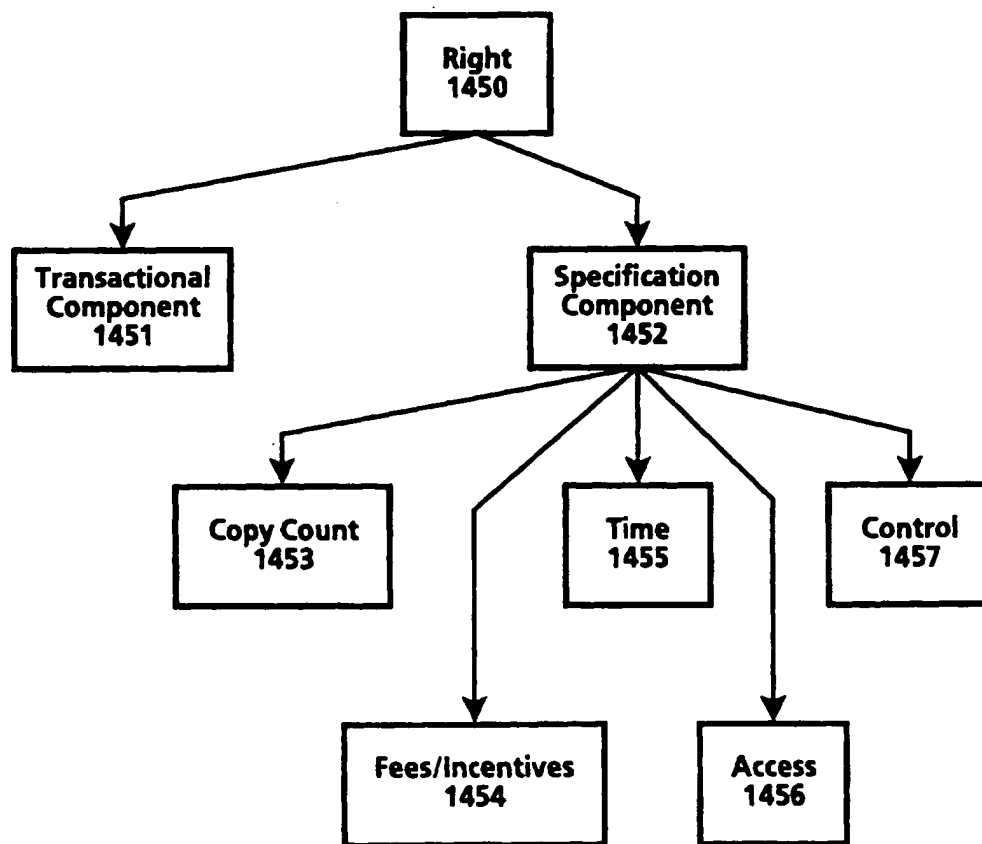 Right
1450
Transactional
Component
1451
Specification
Component
1452
Copy Count
1453
Time
1455
Control
1457
Fees/Incentives
1454
Access
1456